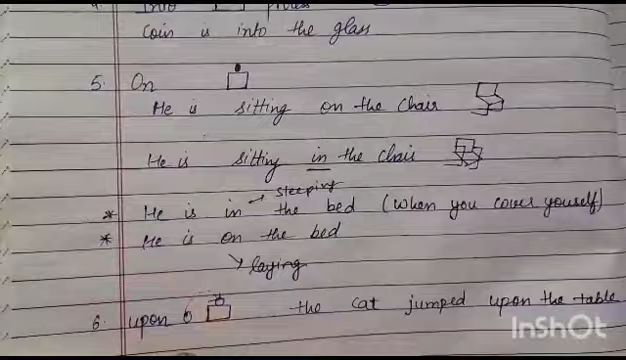 4. Into
Coin is into the glass
5. On
He is sitting on the chair
He is sitting in the chair
sleeping
* He is in the bed (when you cover yourself)
* He is on the bed
laying
6. upon the cat jumped upon the table
InShOt